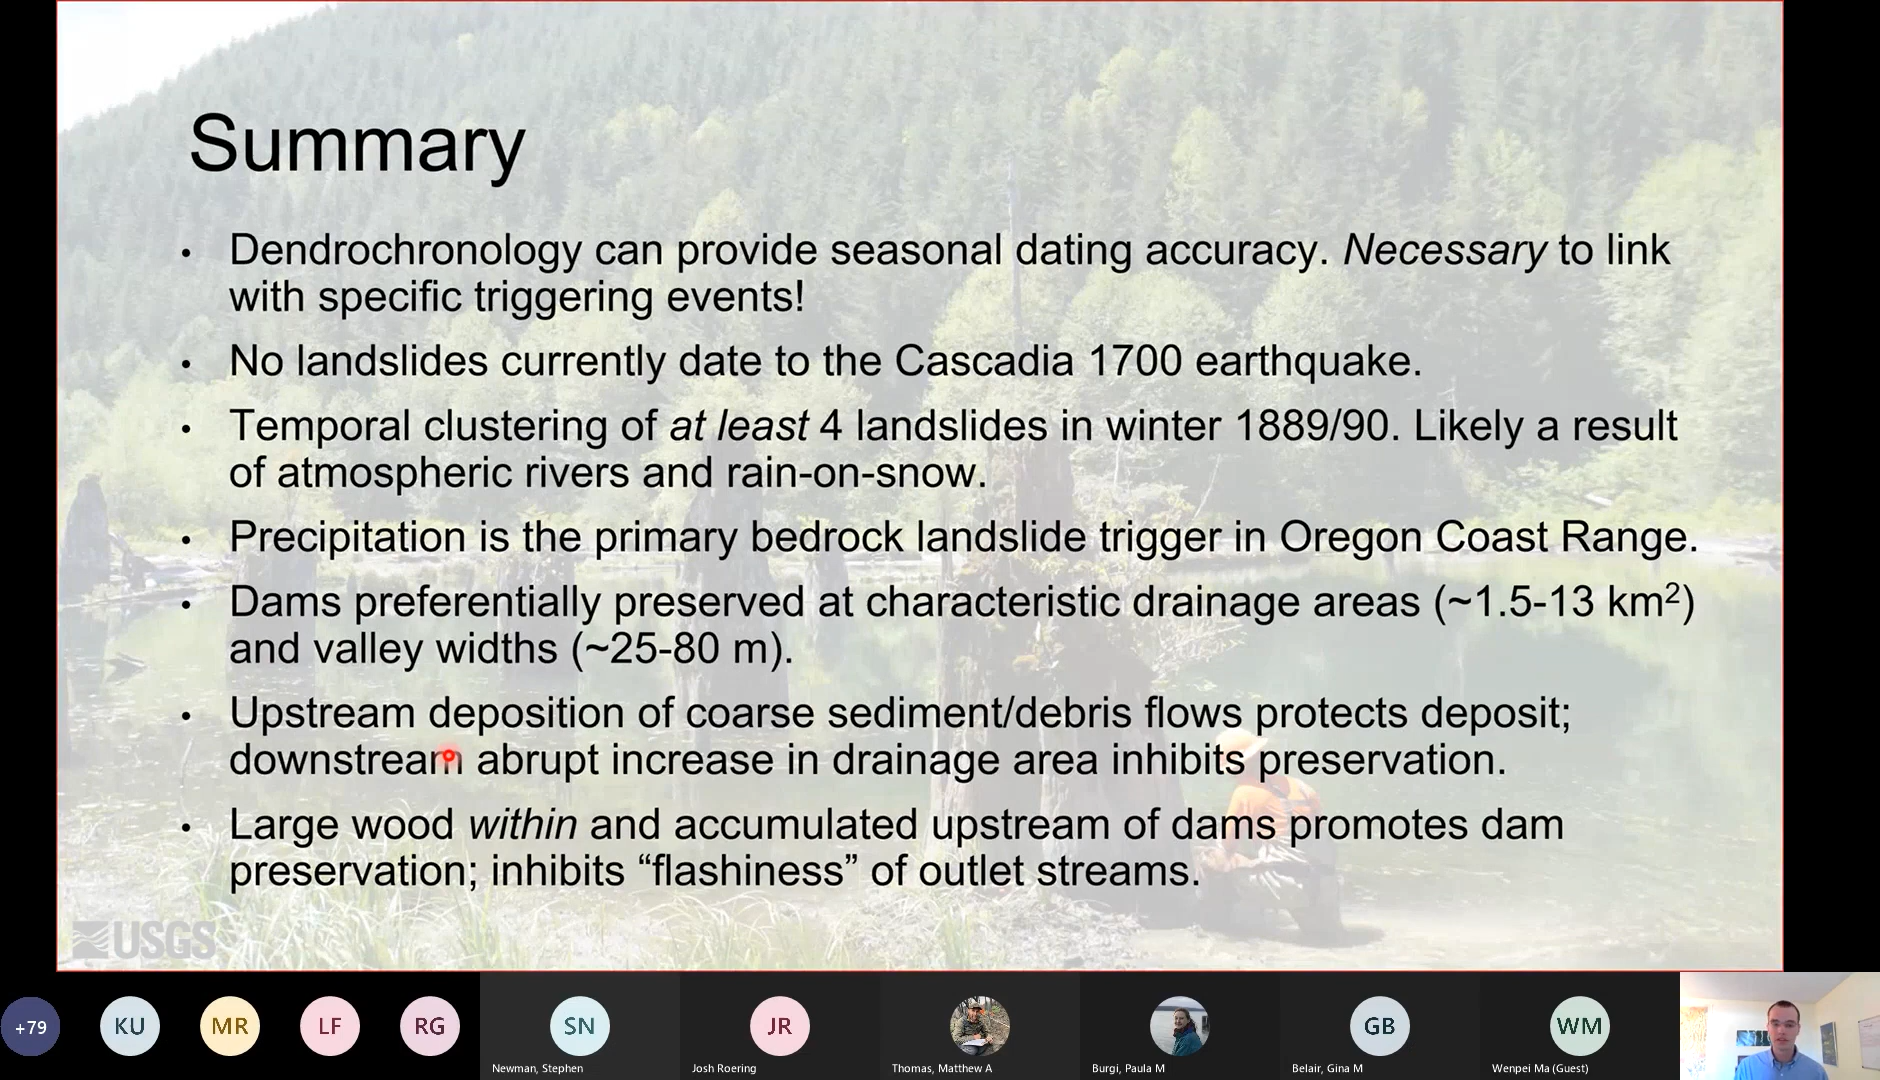 Summary
• Dendrochronology can provide seasonal dating accuracy. Necessary to link
with specific triggering events!
• No landslides currently date to the Cascadia 1700 earthquake.
• Temporal clustering of at least 4 landslides in winter 1889/90. Likely a result
of atmospheric rivers and rain-on-snow.
• Precipitation is the primary bedrock landslide trigger in Oregon Coast Range.
• Dams preferentially preserved at characteristic drainage areas (~1.5-13 km²)
and valley widths (~25-80 m).
• Upstream deposition of coarse sediment/debris flows protects deposit;
downstream abrupt increase in drainage area inhibits preservation.
• Large wood within and accumulated upstream of dams promotes dam
preservation; inhibits “flashiness” of outlet streams.
USGS
+79
KU
MR
LF
RG
SN
JR
GB
WM
Newman, Stephen
Josh Roering
Thomas, Matthew A
Burgi, Paula M
Belair, Gina M
Wenpei Ma (Guest)